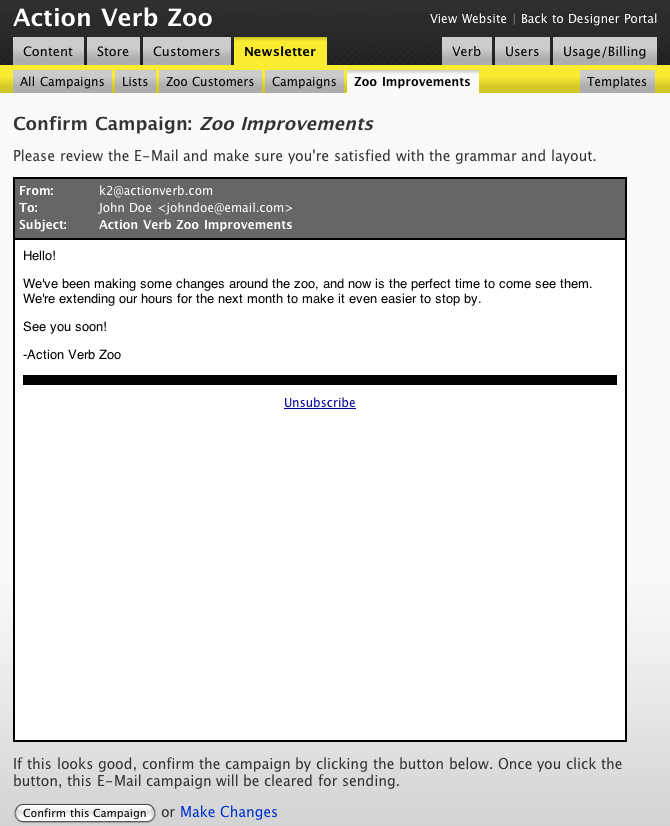 Action Verb Zoo
View Website | Back to Designer Portal
Content Store Customers Newsletter Verb Users Usage/Billing
All Campaigns Lists Zoo Customers Campaigns Zoo Improvements Templates
Confirm Campaign: Zoo Improvements
Please review the E-Mail and make sure you're satisfied with the grammar and layout.
From: k2@actionverb.com
To: John Doe <johndoe@email.com>
Subject: Action Verb Zoo Improvements
Hello!
We've been making some changes around the zoo, and now is the perfect time to come see them.
We're extending our hours for the next month to make it even easier to stop by.
See you soon!
-Action Verb Zoo
Unsubscribe
If this looks good, confirm the campaign by clicking the button below. Once you click the
button, this E-Mail campaign will be cleared for sending.
Confirm this Campaign or Make Changes